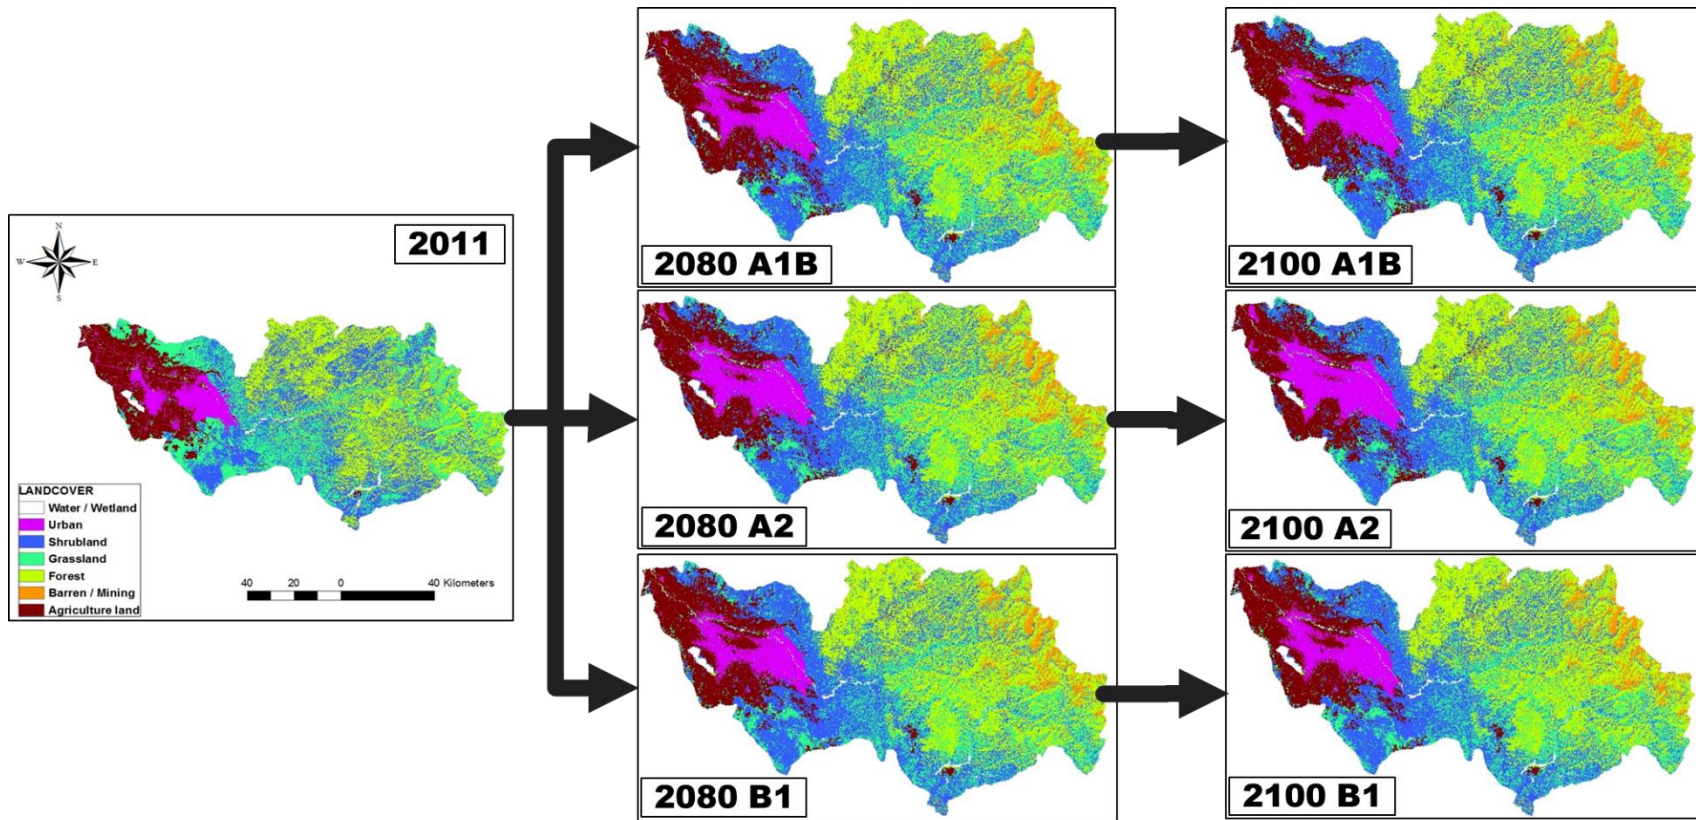 2011
N
W
E
S
LANDCOVER
Water / Wetland
Urban
Shrubland
Grassland
Forest
Barren / Mining
Agriculture land
40 20 0 40 Kilometers
2080 A1B
2100 A1B
2080 A2
2100 A2
2080 B1
2100 B1